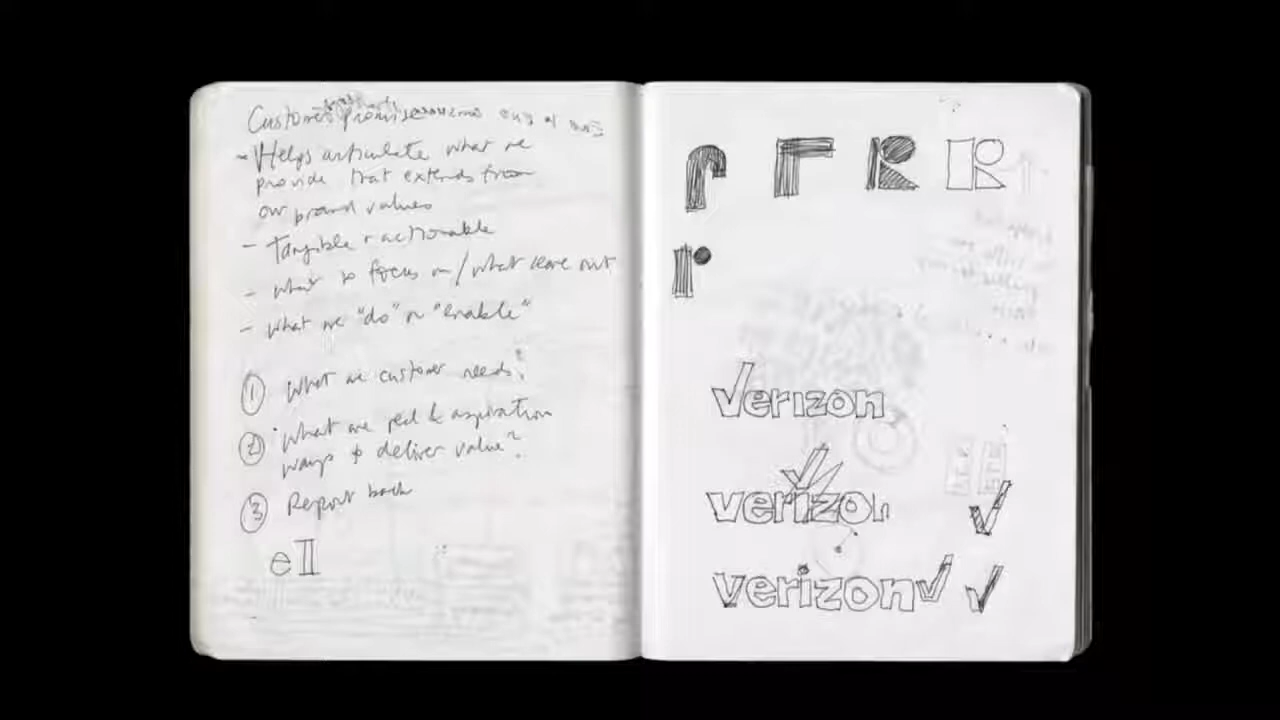 Customer promise
- Helps articulate what we
provide that extends from
our brand values
- Tangible + actionable
- what to focus on / what leave out
- what we "do" or "enable"
① What are customer needs?
② What are real & aspiration
ways to deliver value?
③ Report back
e II
r r R R
r
verizon
verizon
verizon